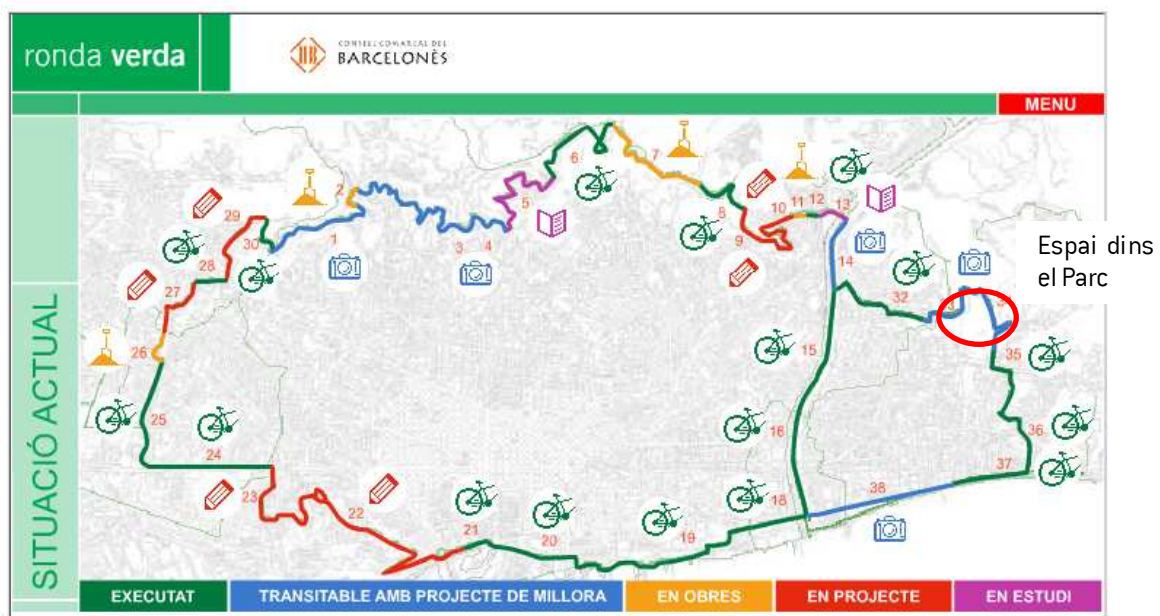 ronda verda
CONSELL COMARCAL DEL
BARCELONÈS
MENU
SITUACIÓ ACTUAL
6
7
2
5
29
30
1
3
4
8
9
10
11
12
13
14
28
27
32
26
15
35
25
24
16
36
23
22
37
38
18
21
20
19
Espai dins
el Parc
EXECUTAT
TRANSITABLE AMB PROJECTE DE MILLORA
EN OBRES
EN PROJECTE
EN ESTUDI